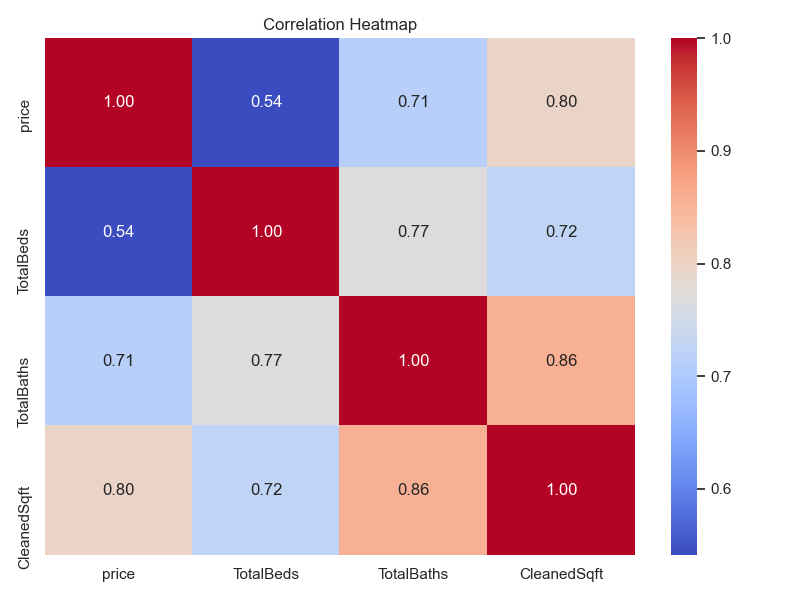 Correlation Heatmap
price 1.00 0.54 0.71 0.80
TotalBeds 0.54 1.00 0.77 0.72
TotalBaths 0.71 0.77 1.00 0.86
CleanedSqft 0.80 0.72 0.86 1.00
price TotalBeds TotalBaths CleanedSqft
1.0
0.9
0.8
0.7
0.6